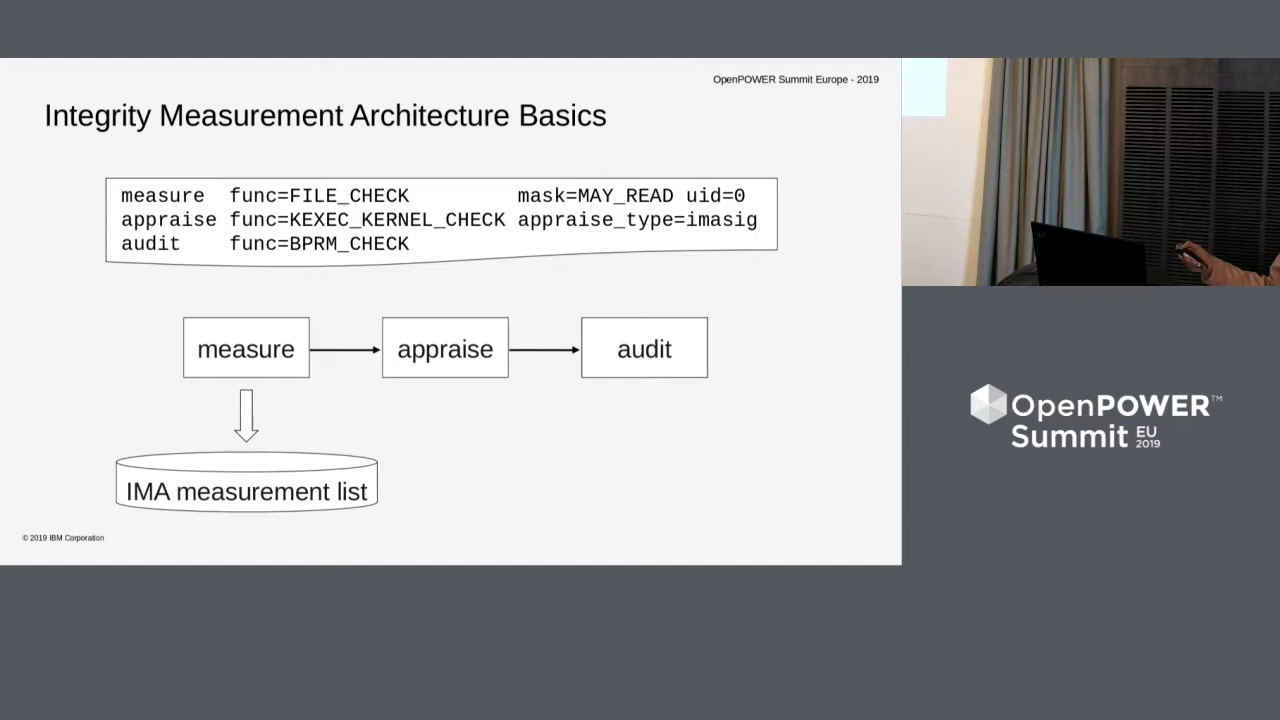 OpenPOWER Summit Europe - 2019
Integrity Measurement Architecture Basics
measure func=FILE_CHECK mask=MAY_READ uid=0
appraise func=KEXEC_KERNEL_CHECK appraise_type=imasig
audit func=BPRM_CHECK
measure
appraise
audit
IMA measurement list
© 2019 IBM Corporation
OpenPOWER™
Summit EU 2019